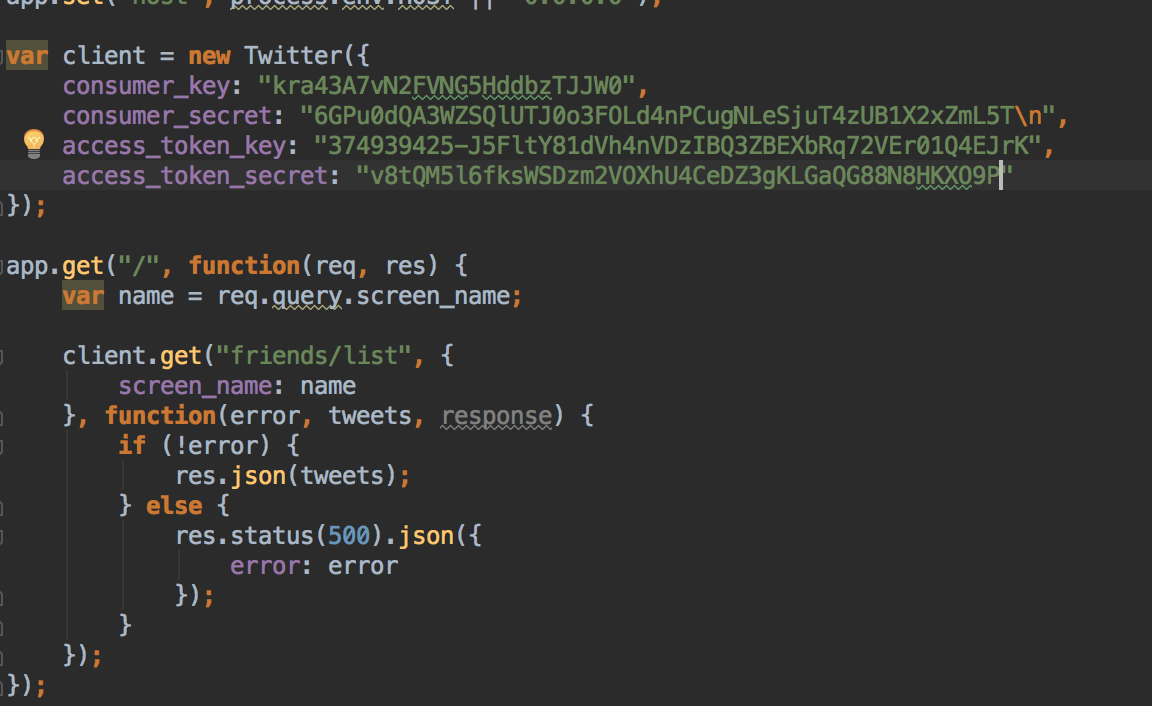 app.set("host", process.env.HOST || "0.0.0.0");
var client = new Twitter({
consumer_key: "kra43A7vN2FVNG5HddbzTJJW0",
consumer_secret: "6GPu0dQA3WZSQlUTJ0o3FOLd4nPCugNLeSjuT4zUB1X2xZmL5T\n",
access_token_key: "374939425-J5FltY81dVh4nVDzIBQ3ZBEXbRq72VEr01Q4EJrK",
access_token_secret: "v8tQM5l6fksWSDzm2VOXhU4CeDZ3gKLGaQG88N8HKXO9P"
});
app.get("/", function(req, res) {
var name = req.query.screen_name;
client.get("friends/list", {
screen_name: name
}, function(error, tweets, response) {
if (!error) {
res.json(tweets);
} else {
res.status(500).json({
error: error
});
}
});
});